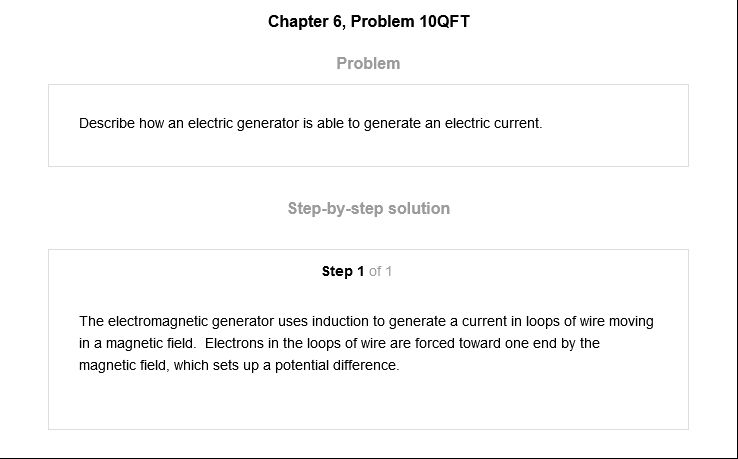 Chapter 6, Problem 10QFT
Problem
Describe how an electric generator is able to generate an electric current.
Step-by-step solution
Step 1 of 1
The electromagnetic generator uses induction to generate a current in loops of wire moving
in a magnetic field.  Electrons in the loops of wire are forced toward one end by the
magnetic field, which sets up a potential difference.